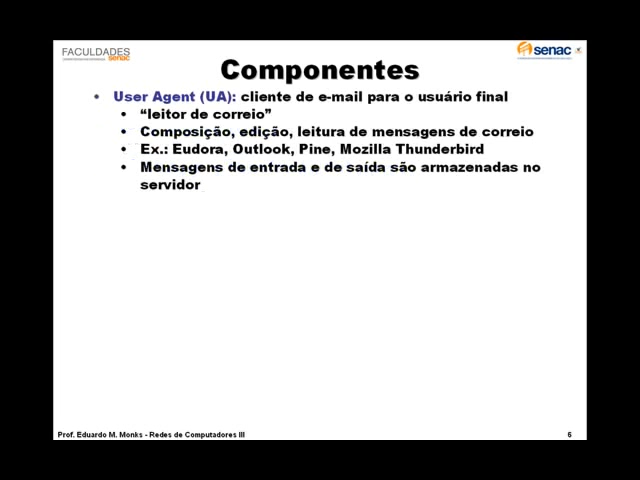 FACULDADES
senac
senac
Componentes
• User Agent (UA): cliente de e-mail para o usuário final
• “leitor de correio”
• Composição, edição, leitura de mensagens de correio
• Ex.: Eudora, Outlook, Pine, Mozilla Thunderbird
• Mensagens de entrada e de saída são armazenadas no
servidor
Prof. Eduardo M. Monks - Redes de Computadores III
6